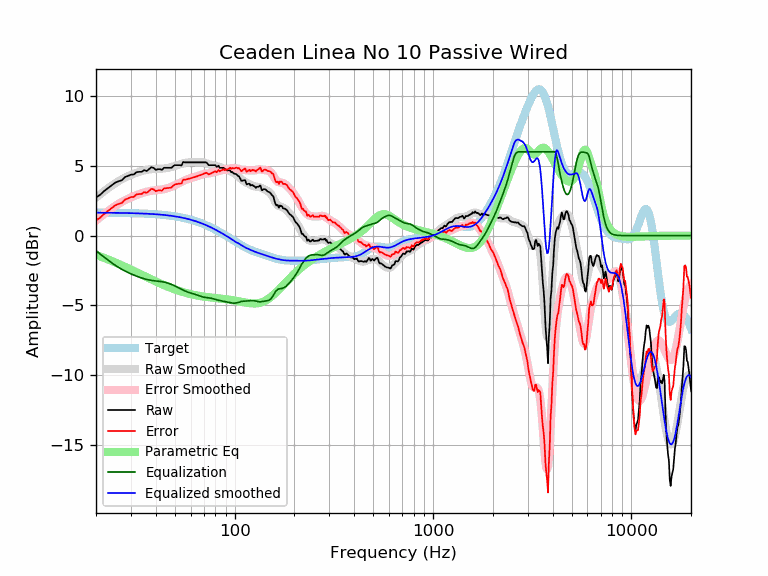 Ceaden Linea No 10 Passive Wired
10
5
0
−5
−10
−15
Amplitude (dBr)
Target
Raw Smoothed
Error Smoothed
Raw
Error
Parametric Eq
Equalization
Equalized smoothed
100 1000 10000
Frequency (Hz)